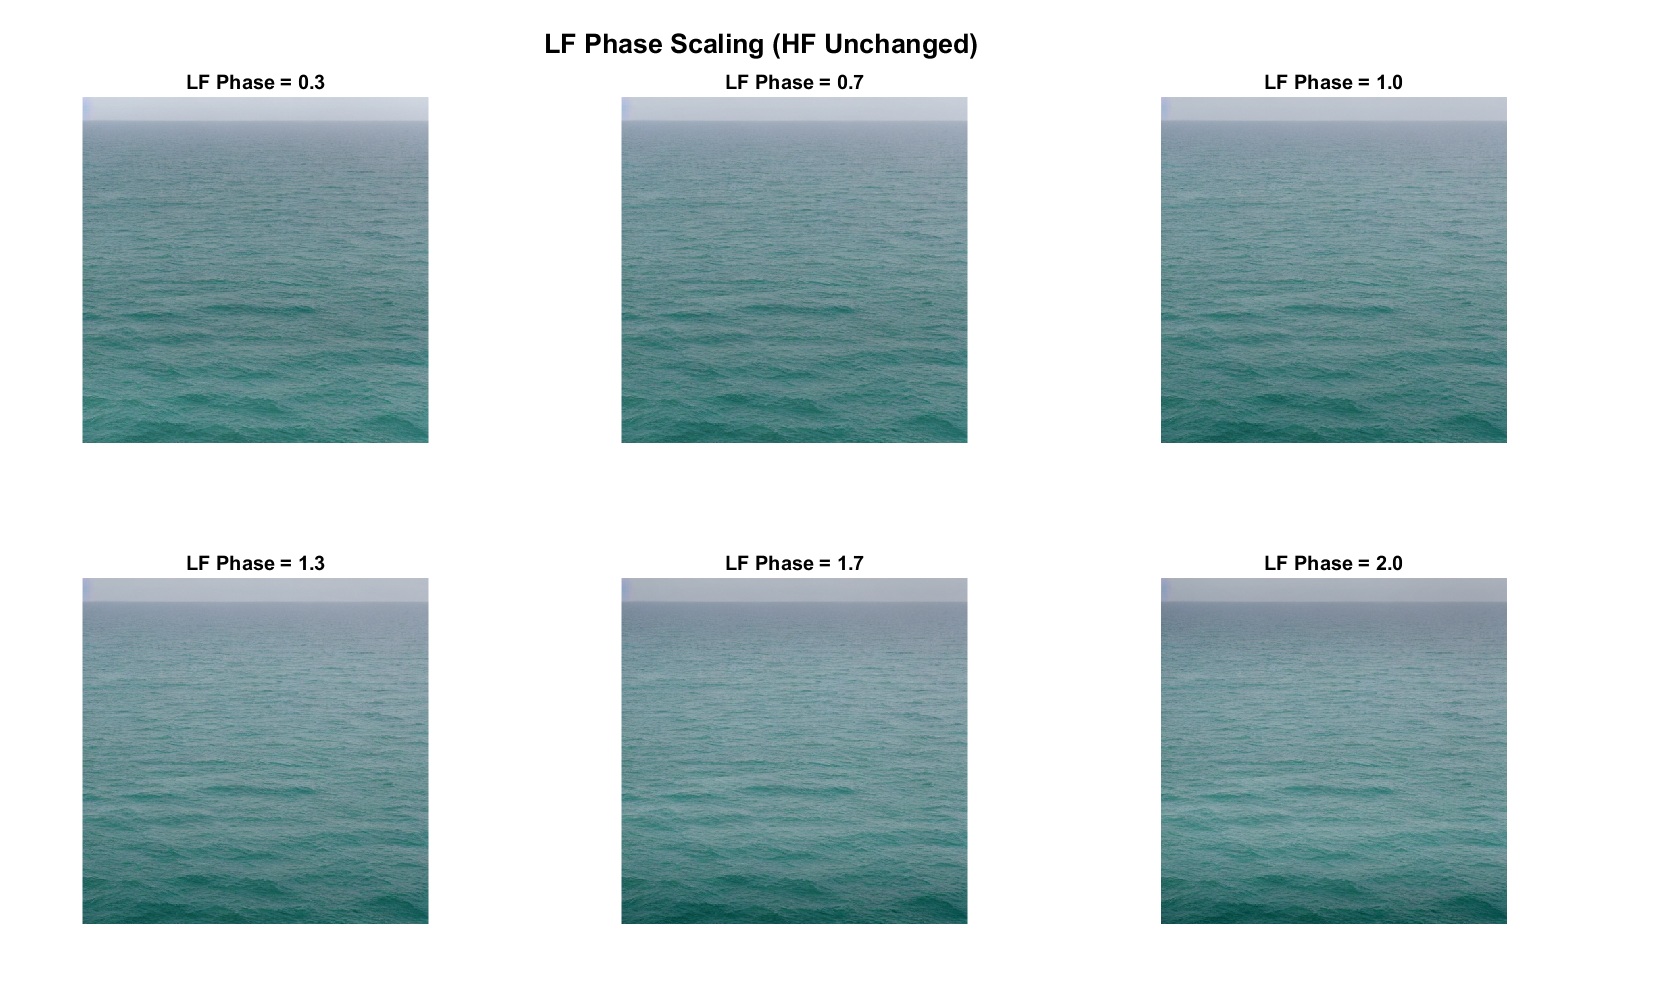 LF Phase Scaling (HF Unchanged)
LF Phase = 0.3
LF Phase = 0.7
LF Phase = 1.0
LF Phase = 1.3
LF Phase = 1.7
LF Phase = 2.0